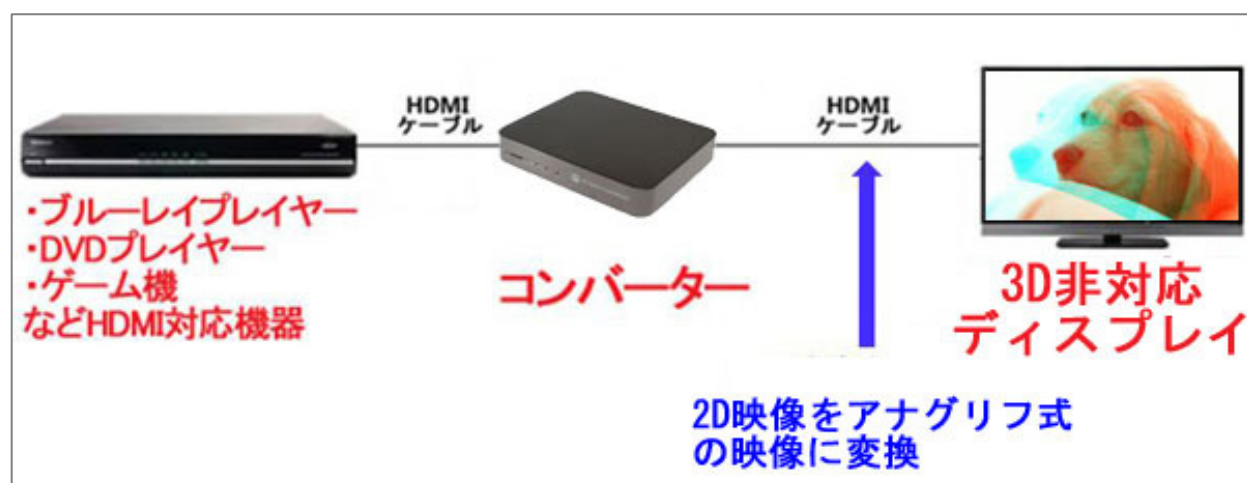 HDMI
ケーブル
HDMI
ケーブル
・ブルーレイプレイヤー
・DVDプレイヤー
・ゲーム機
などHDMI対応機器
コンバーター
3D非対応
ディスプレイ
2D映像をアナグリフ式
の映像に変換